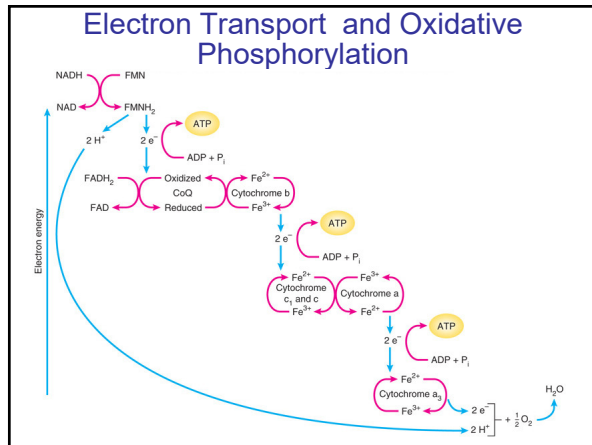 Electron Transport and Oxidative
Phosphorylation
NADH FMN
NAD FMNH₂
ATP
2 H⁺ 2 e⁻
ADP + Pᵢ
FADH₂ Oxidized Fe²⁺
CoQ Cytochrome b
FAD Reduced Fe³⁺
ATP
2 e⁻
ADP + Pᵢ
Electron energy
Fe²⁺ Fe³⁺
Cytochrome Cytochrome a
c₁ and c
Fe³⁺ Fe²⁺
ATP
2 e⁻
ADP + Pᵢ
Fe²⁺ H₂O
Cytochrome a₃
Fe³⁺ 2 e⁻ + ½ O₂
2 H⁺